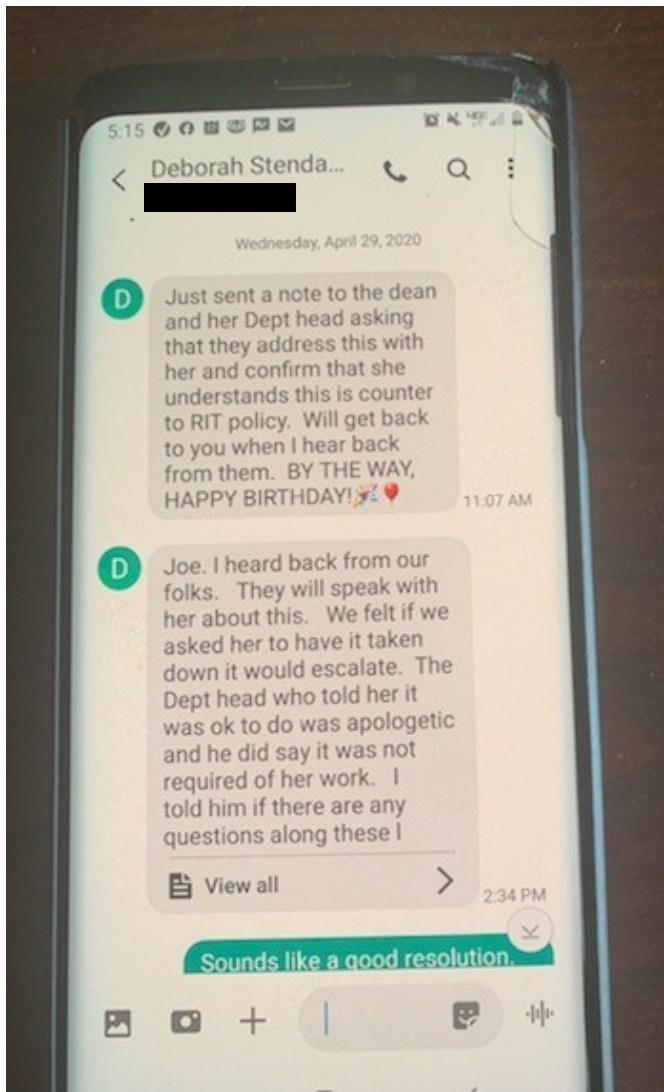 5:15
Deborah Stenda...
Wednesday, April 29, 2020
D
Just sent a note to the dean
and her Dept head asking
that they address this with
her and confirm that she
understands this is counter
to RIT policy.  Will get back
to you when I hear back
from them.  BY THE WAY,
HAPPY BIRTHDAY!🎉🎈
11:07 AM
D
Joe. I heard back from our
folks.   They will speak with
her about this.   We felt if we
asked her to have it taken
down it would escalate.  The
Dept head who told her it
was ok to do was apologetic
and he did say it was not
required of her work.   I
told him if there are any
questions along these l
View all
2:34 PM
Sounds like a good resolution.